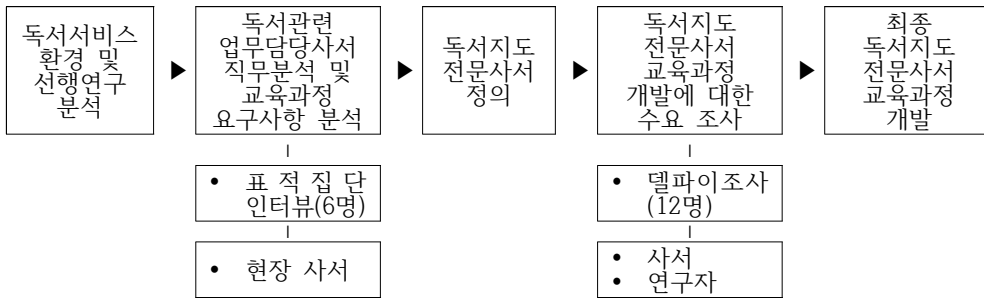 독서서비스
환경 및
선행연구
분석
▶
독서관련
업무담당사서
직무분석 및
교육과정
요구사항 분석
▶
독서지도
전문사서
정의
▶
독서지도
전문사서
교육과정
개발에 대한
수요 조사
▶
최종
독서지도
전문사서
교육과정
개발
• 표 적 집 단
인터뷰(6명)
• 현장 사서
• 델파이조사
(12명)
• 사서
• 연구자